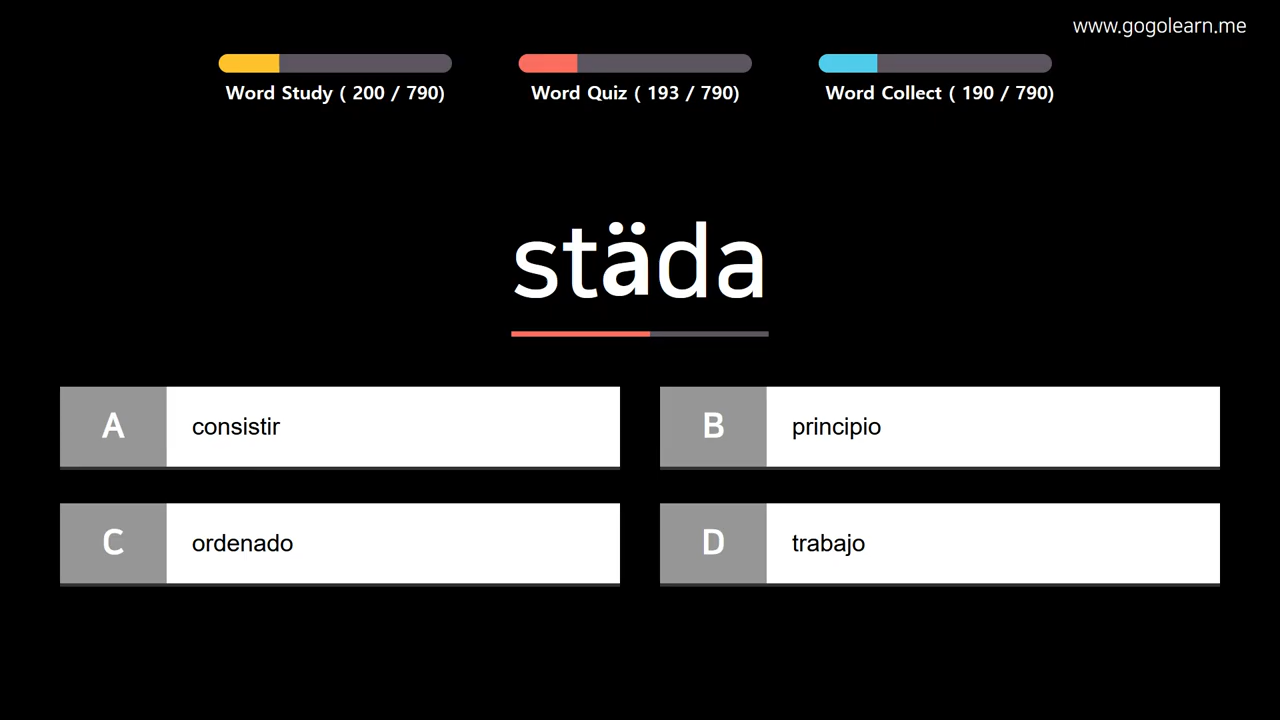 www.gogolearn.me
Word Study ( 200 / 790)
Word Quiz ( 193 / 790)
Word Collect ( 190 / 790)
städa
A consistir
B principio
C ordenado
D trabajo